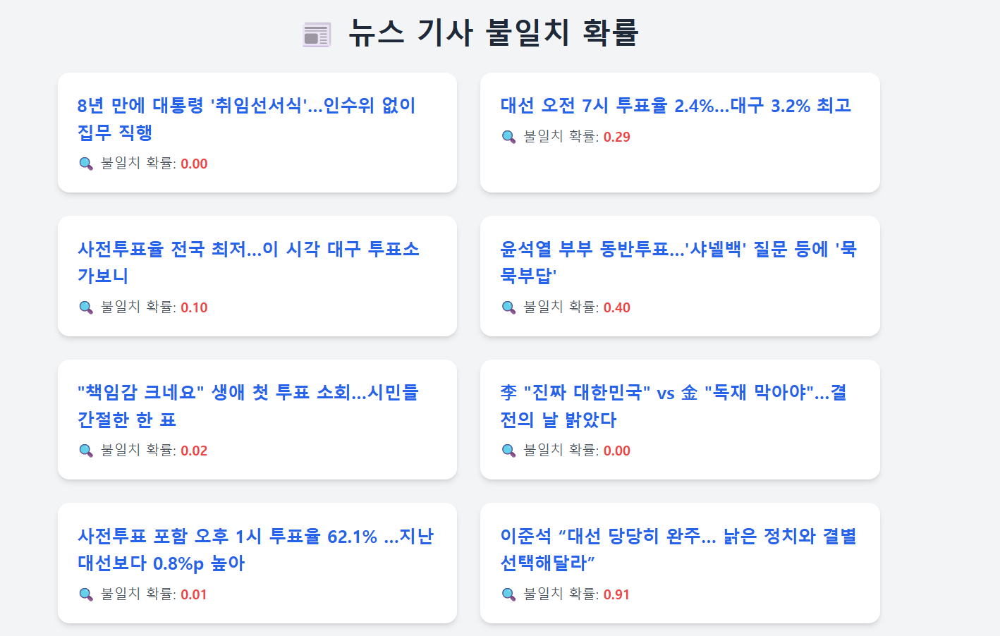 뉴스 기사 불일치 확률
8년 만에 대통령 '취임선서식'...인수위 없이
집무 직행
불일치 확률: 0.00
대선 오전 7시 투표율 2.4%...대구 3.2% 최고
불일치 확률: 0.29
사전투표율 전국 최저...이 시각 대구 투표소
가보니
불일치 확률: 0.10
윤석열 부부 동반투표...'샤넬백' 질문 등에 '묵
묵부답'
불일치 확률: 0.40
"책임감 크네요" 생애 첫 투표 소회...시민들
간절한 한 표
불일치 확률: 0.02
李 "진짜 대한민국" vs 金 "독재 막아야"...결
전의 날 밝았다
불일치 확률: 0.00
사전투표 포함 오후 1시 투표율 62.1% ...지난
대선보다 0.8%p 높아
불일치 확률: 0.01
이준석 “대선 당당히 완주... 낡은 정치와 결별
선택해달라”
불일치 확률: 0.91